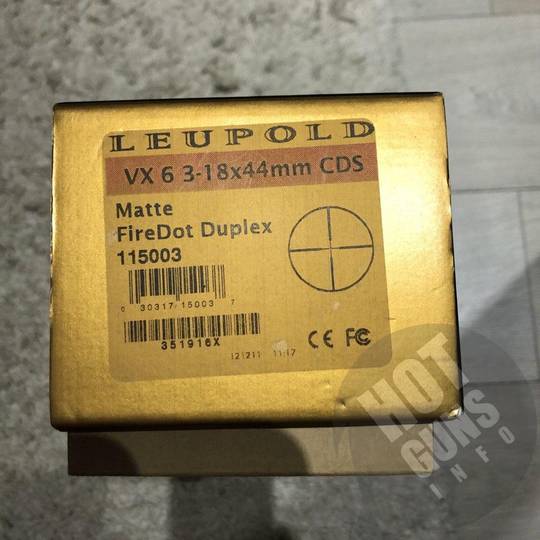 LEUPOLD
VX 6 3-18x44mm CDS
Matte
FireDot Duplex
115003
0 30317 15003 7
351916X
CE FC
121211 11:17
HOT
GUNS
INFO